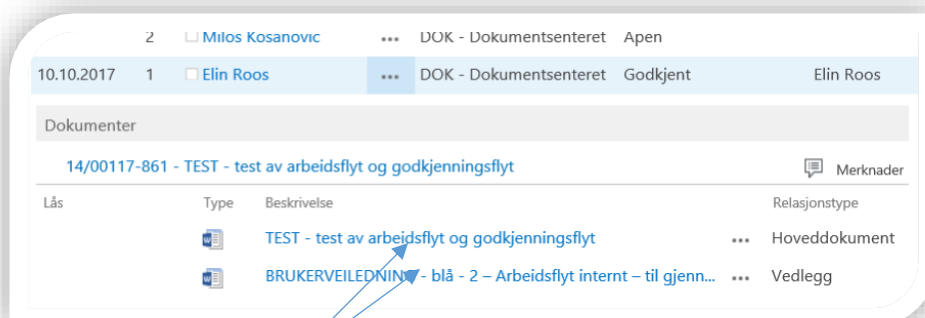 2 Milos Kosanovic ... DOK - Dokumentsenteret Åpen
10.10.2017 1 Elin Roos ... DOK - Dokumentsenteret Godkjent Elin Roos
Dokumenter
14/00117-861 - TEST - test av arbeidsflyt og godkjenningsflyt Merknader
Lås Type Beskrivelse Relasjonstype
TEST - test av arbeidsflyt og godkjenningsflyt ... Hoveddokument
BRUKERVEILEDNING - blå - 2 – Arbeidsflyt internt – til gjenn... ... Vedlegg